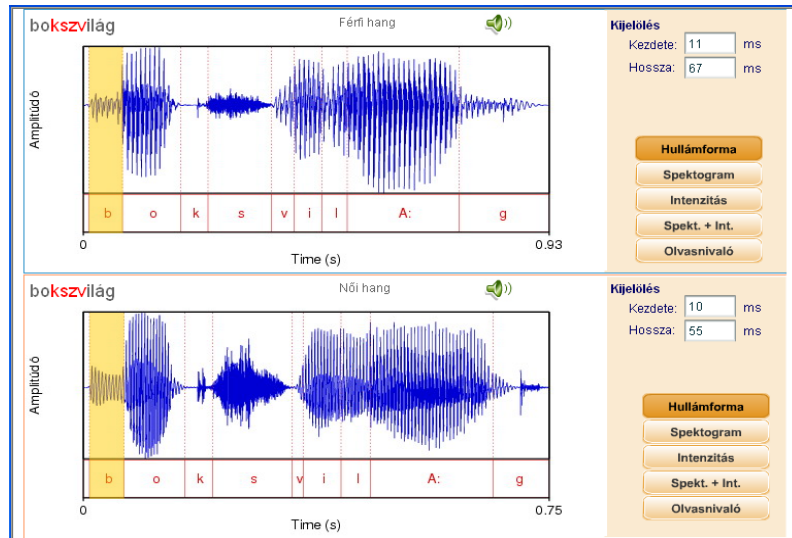 bokszvilág
Férfi hang
Kijelölés
Kezdete: 11 ms
Hossza: 67 ms
Amplitúdó
Hullámforma
Spektogram
Intenzitás
Spekt. + Int.
Olvasnivaló
b o k s v i l A: g
0 0.93
Time (s)
bokszvilág
Női hang
Kijelölés
Kezdete: 10 ms
Hossza: 55 ms
Amplitúdó
Hullámforma
Spektogram
Intenzitás
Spekt. + Int.
Olvasnivaló
b o k s v i l A: g
0 0.75
Time (s)